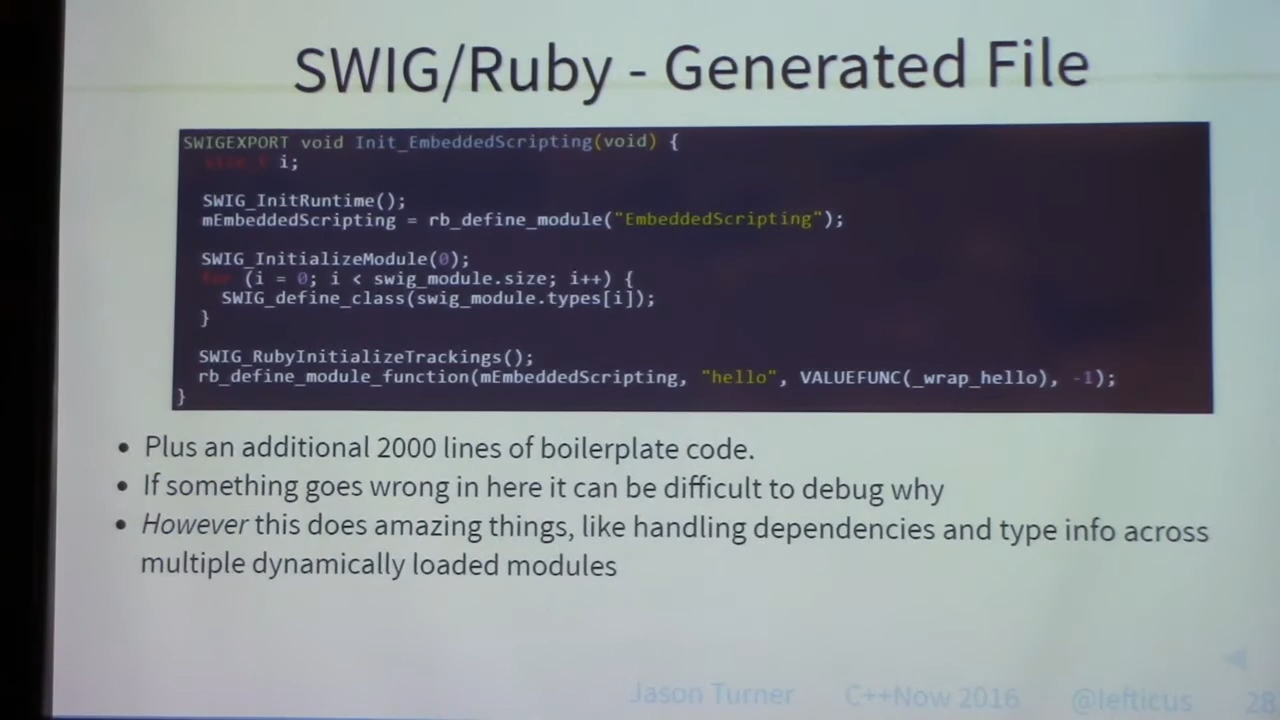 SWIG/Ruby - Generated File
SWIGEXPORT void Init_EmbeddedScripting(void) {
size_t i;
SWIG_InitRuntime();
mEmbeddedScripting = rb_define_module("EmbeddedScripting");
SWIG_InitializeModule(0);
for (i = 0; i < swig_module.size; i++) {
SWIG_define_class(swig_module.types[i]);
}
SWIG_RubyInitializeTrackings();
rb_define_module_function(mEmbeddedScripting, "hello", VALUEFUNC(_wrap_hello), -1);
}
• Plus an additional 2000 lines of boilerplate code.
• If something goes wrong in here it can be difficult to debug why
• However this does amazing things, like handling dependencies and type info across
multiple dynamically loaded modules
Jason Turner C++Now 2016 @lefticus 28